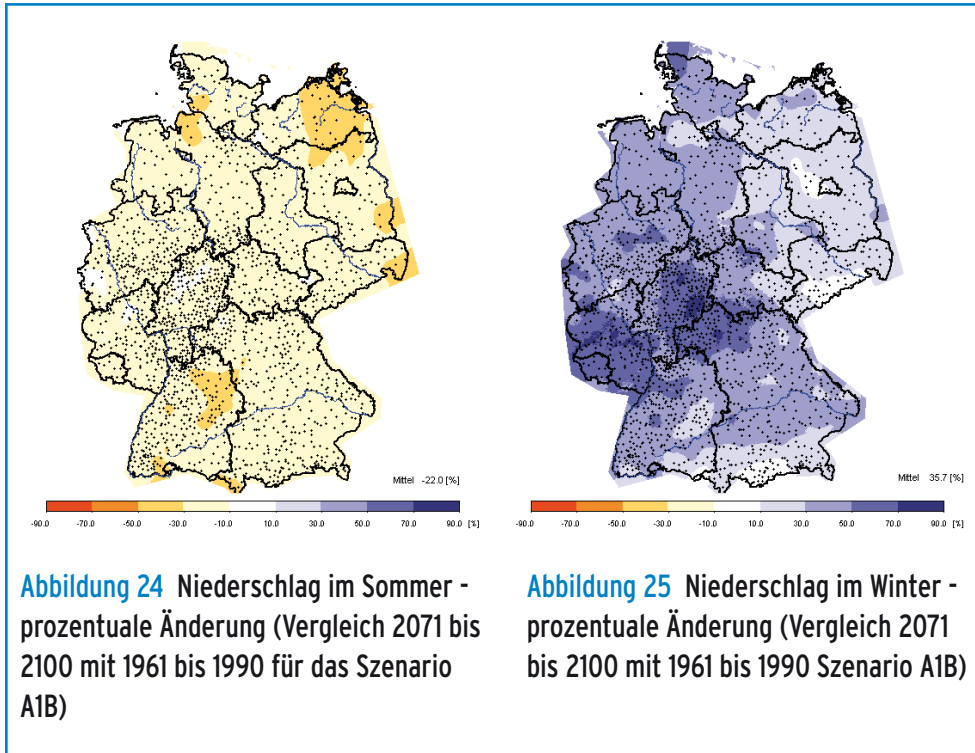 Mittel -22.0 [%]
-90.0 -70.0 -50.0 -30.0 -10.0 10.0 30.0 50.0 70.0 90.0 [%]
Abbildung 24 Niederschlag im Sommer -
prozentuale Änderung (Vergleich 2071 bis
2100 mit 1961 bis 1990 für das Szenario
A1B)
Mittel 35.7 [%]
-90.0 -70.0 -50.0 -30.0 -10.0 10.0 30.0 50.0 70.0 90.0 [%]
Abbildung 25 Niederschlag im Winter -
prozentuale Änderung (Vergleich 2071
bis 2100 mit 1961 bis 1990 Szenario A1B)